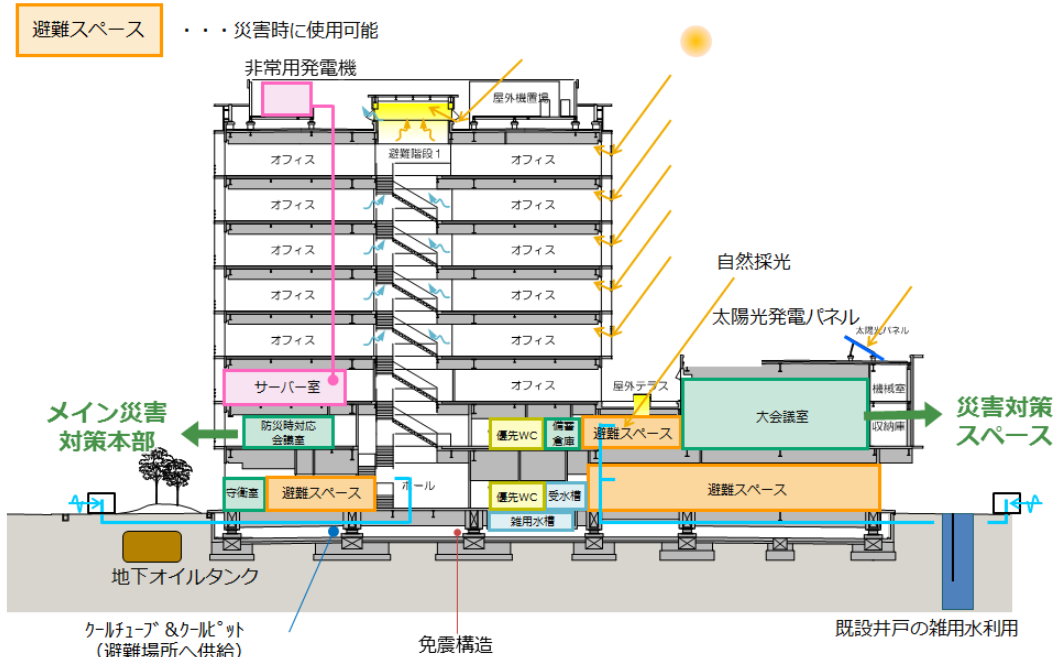 避難スペース
・・・災害時に使用可能
非常用発電機
屋外機置場
避難階段1
オフィス
オフィス
オフィス
オフィス
オフィス
オフィス
オフィス
オフィス
オフィス
オフィス
自然採光
太陽光発電パネル
太陽光パネル
サーバー室
オフィス
屋外テラス
機械室
メイン災害
対策本部
防災時対応
会議室
優先WC
備蓄
倉庫
避難スペース
大会議室
収納庫
災害対策
スペース
守衛室
避難スペース
ホール
優先WC
受水槽
避難スペース
雑用水槽
地下オイルタンク
クールチューブ&クールピット
(避難場所へ供給)
免震構造
既設井戸の雑用水利用